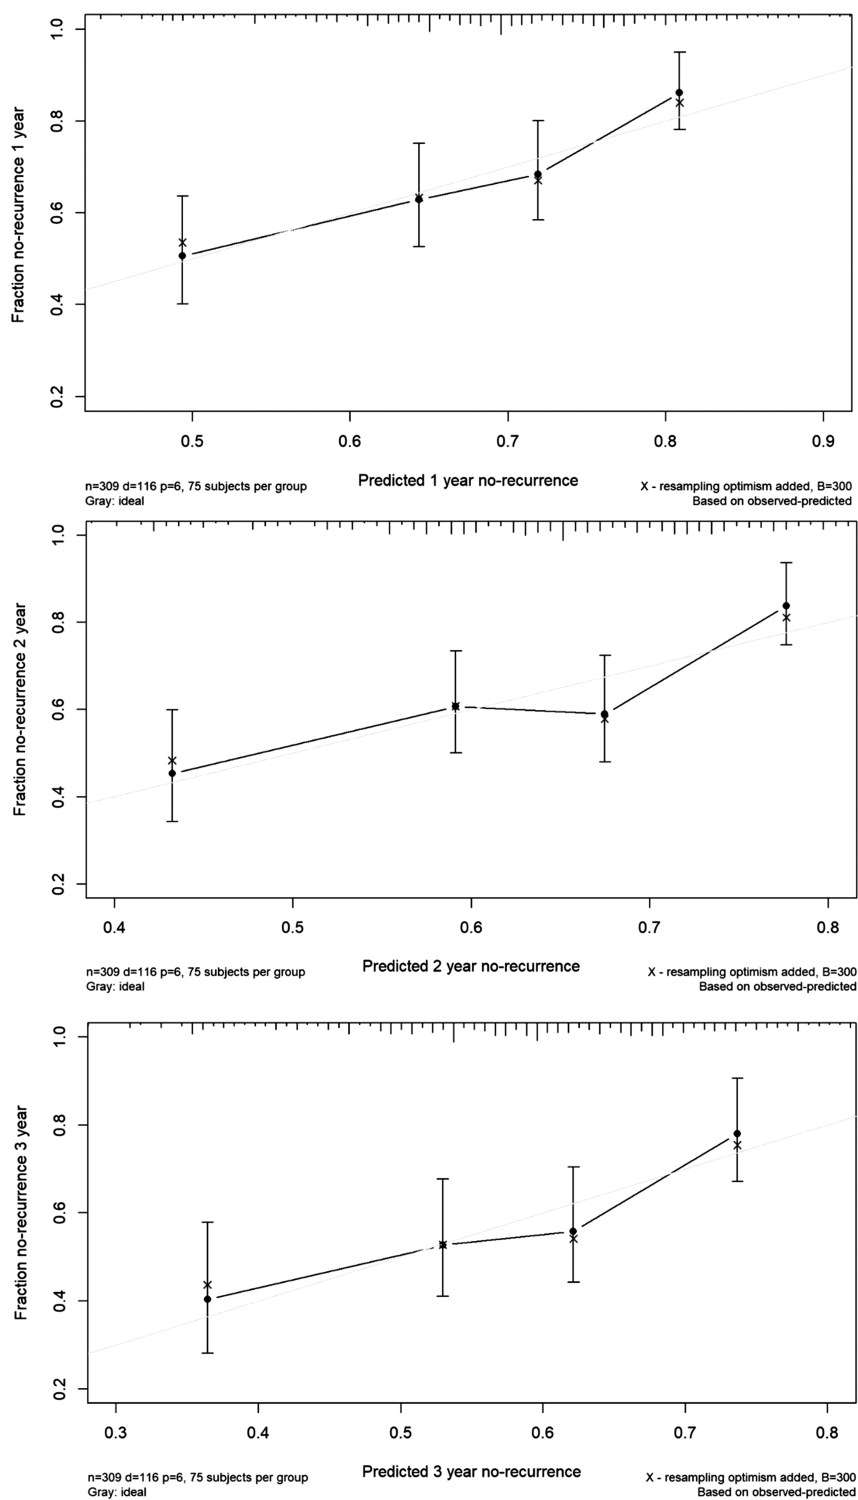 Fraction no-recurrence 1 year
1.0
0.8
0.6
0.4
0.2
0.5 0.6 0.7 0.8 0.9
Predicted 1 year no-recurrence
n=309 d=116 p=6, 75 subjects per group
Gray: ideal
X - resampling optimism added, B=300
Based on observed-predicted
Fraction no-recurrence 2 year
1.0
0.8
0.6
0.4
0.2
0.4 0.5 0.6 0.7 0.8
Predicted 2 year no-recurrence
n=309 d=116 p=6, 75 subjects per group
Gray: ideal
X - resampling optimism added, B=300
Based on observed-predicted
Fraction no-recurrence 3 year
1.0
0.8
0.6
0.4
0.2
0.3 0.4 0.5 0.6 0.7 0.8
Predicted 3 year no-recurrence
n=309 d=116 p=6, 75 subjects per group
Gray: ideal
X - resampling optimism added, B=300
Based on observed-predicted